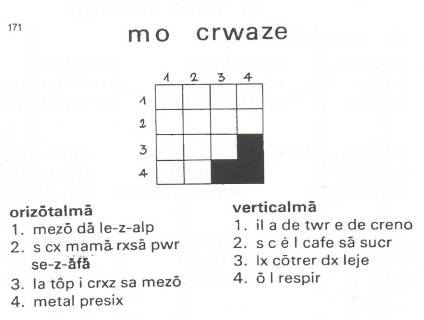 171
mo crwaze
1 2 3 4
1
2
3
4
orizōtalmā
1. mezō dā le-z-alp
2. s cx mamā rxsā pwr
se-z-āfā
3. la tôp i crxz sa mezō
4. metal presix
verticalmā
1. il a de twr e de creno
2. s c è l cafe sā sucr
3. lx cōtrer dx leje
4. ō l respir